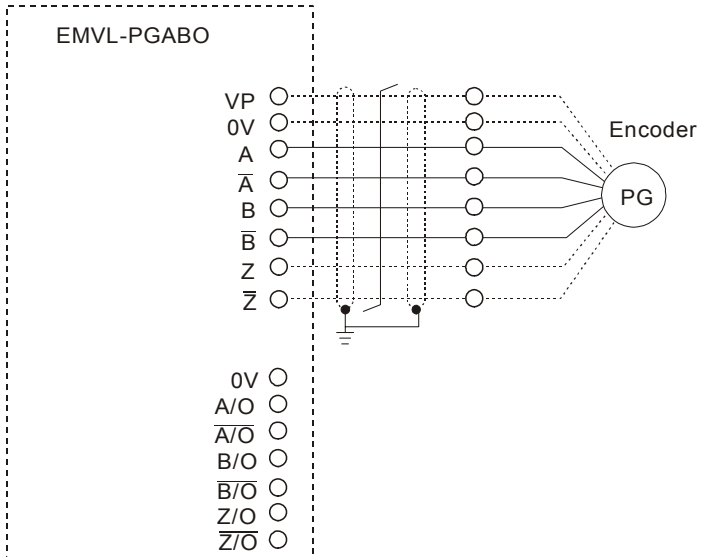 EMVL-PGABO
VP
0V
Encoder
A
A̅
PG
B
B̅
Z
Z̅
0V
A/O
A̅/̅O̅
B/O
B̅/̅O̅
Z/O
Z̅/̅O̅